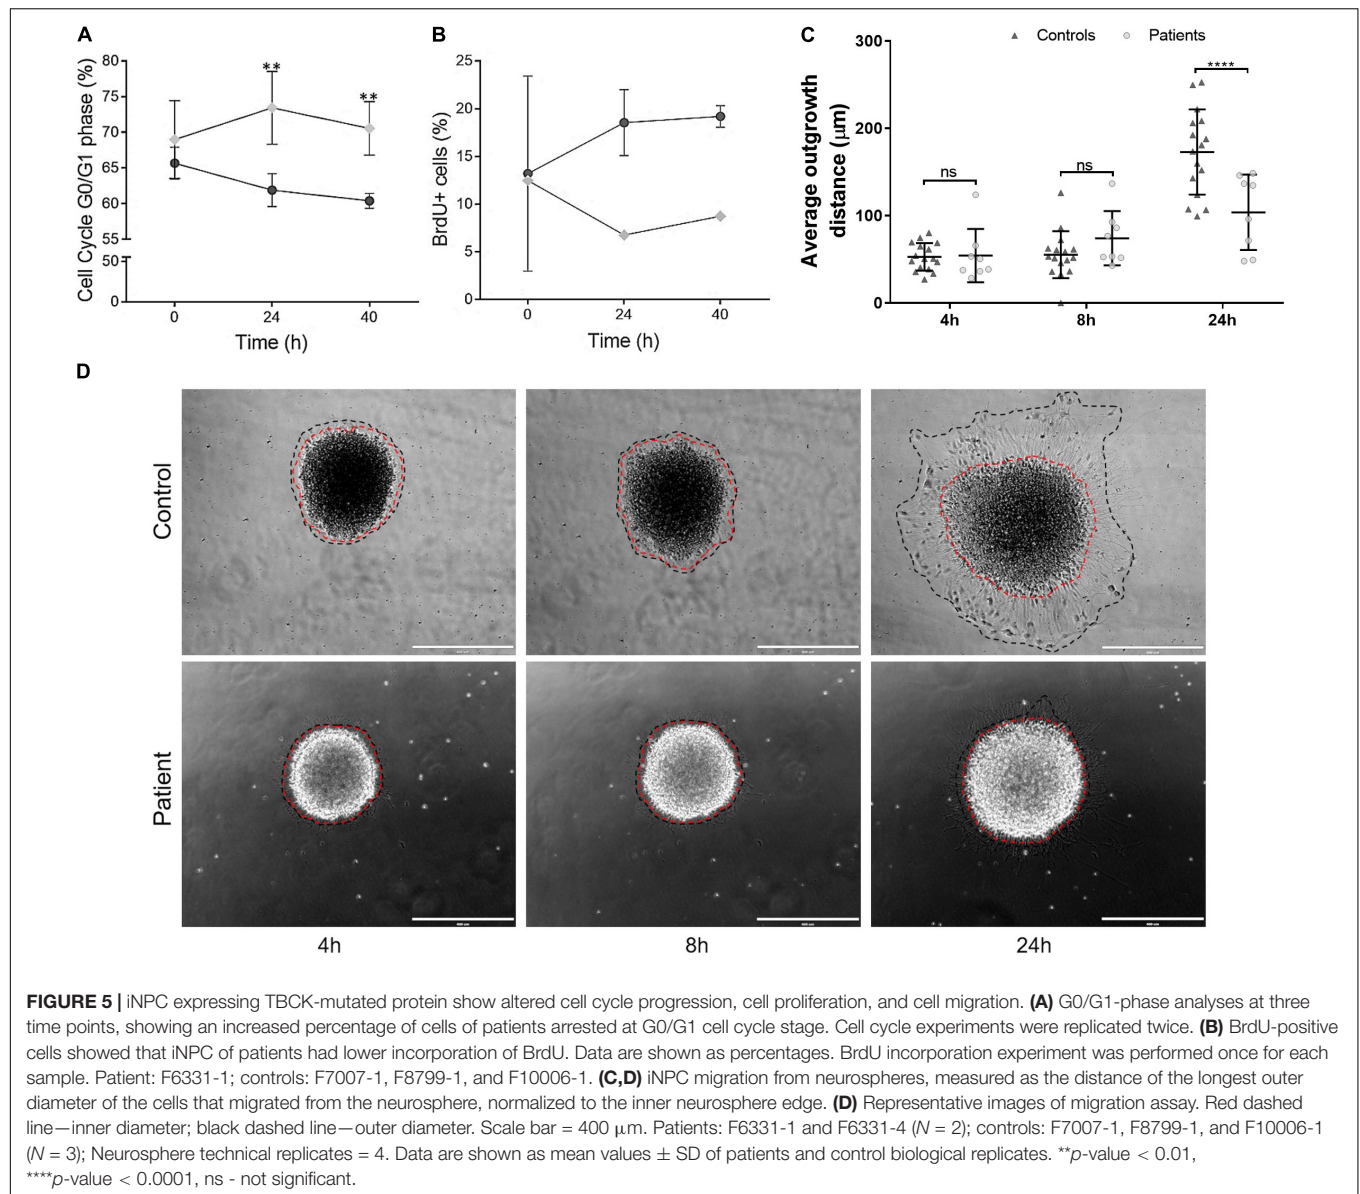 A
Cell Cycle G0/G1 phase (%)
80
75
70
65
60
55
50
0
**
**
0
24
40
Time (h)
B
BrdU+ cells (%)
25
20
15
10
5
0
0
24
40
Time (h)
C
Controls
Patients
Average outgrowth
distance (µm)
300
200
100
0
ns
ns
****
4h
8h
24h
D
Control
Patient
4h
8h
24h
FIGURE 5 | iNPC expressing TBCK-mutated protein show altered cell cycle progression, cell proliferation, and cell migration. (A) G0/G1-phase analyses at three
time points, showing an increased percentage of cells of patients arrested at G0/G1 cell cycle stage. Cell cycle experiments were replicated twice. (B) BrdU-positive
cells showed that iNPC of patients had lower incorporation of BrdU. Data are shown as percentages. BrdU incorporation experiment was performed once for each
sample. Patient: F6331-1; controls: F7007-1, F8799-1, and F10006-1. (C,D) iNPC migration from neurospheres, measured as the distance of the longest outer
diameter of the cells that migrated from the neurosphere, normalized to the inner neurosphere edge. (D) Representative images of migration assay. Red dashed
line—inner diameter; black dashed line—outer diameter. Scale bar = 400 µm. Patients: F6331-1 and F6331-4 (N = 2); controls: F7007-1, F8799-1, and F10006-1
(N = 3); Neurosphere technical replicates = 4. Data are shown as mean values ± SD of patients and control biological replicates. **p-value < 0.01,
****p-value < 0.0001, ns - not significant.